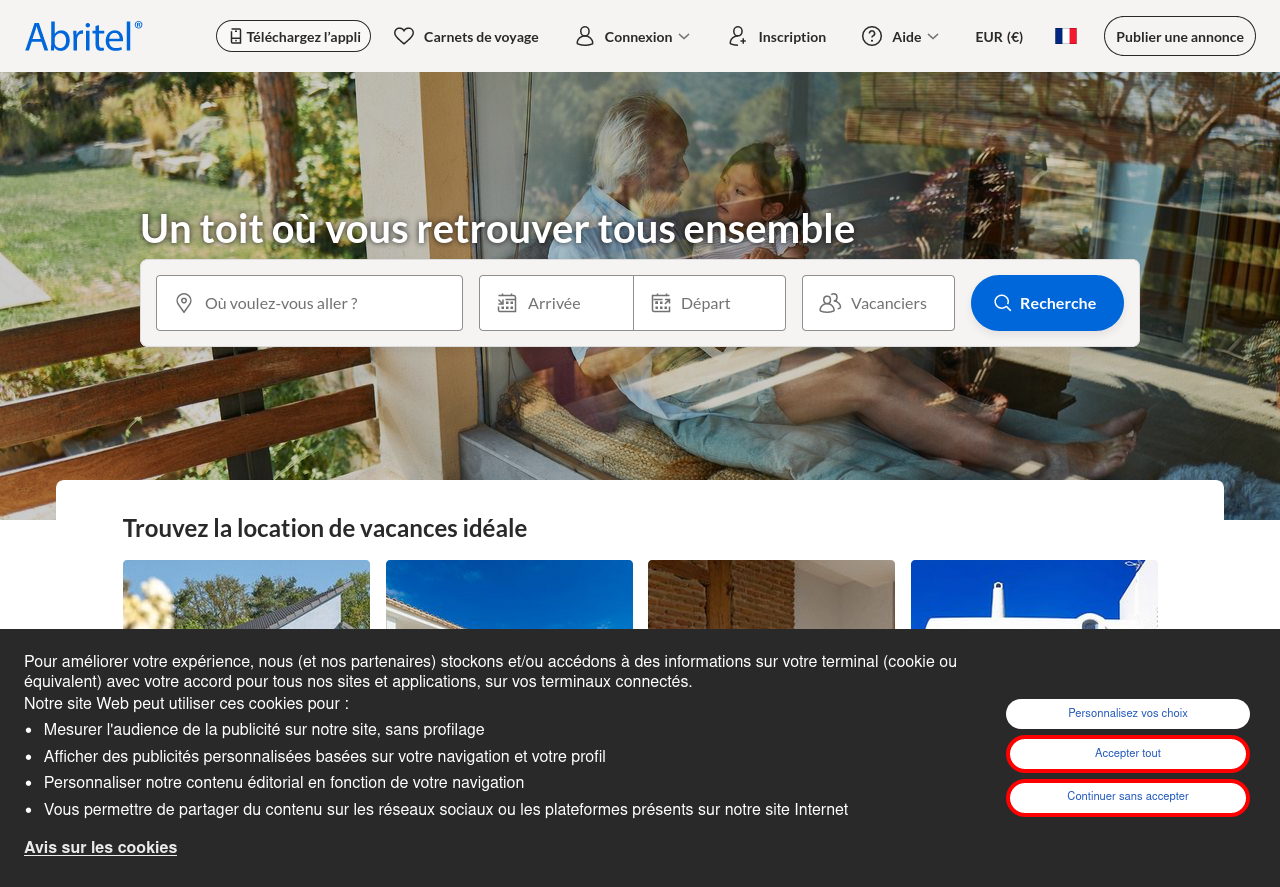 Abritel®
Téléchargez l’appli
Carnets de voyage
Connexion
Inscription
Aide
EUR (€)
Publier une annonce
Un toit où vous retrouver tous ensemble
Où voulez-vous aller ?
Arrivée
Départ
Vacanciers
Recherche
Trouvez la location de vacances idéale
Pour améliorer votre expérience, nous (et nos partenaires) stockons et/ou accédons à des informations sur votre terminal (cookie ou
équivalent) avec votre accord pour tous nos sites et applications, sur vos terminaux connectés.
Notre site Web peut utiliser ces cookies pour :
• Mesurer l'audience de la publicité sur notre site, sans profilage
• Afficher des publicités personnalisées basées sur votre navigation et votre profil
• Personnaliser notre contenu éditorial en fonction de votre navigation
• Vous permettre de partager du contenu sur les réseaux sociaux ou les plateformes présents sur notre site Internet
Avis sur les cookies
Personnalisez vos choix
Accepter tout
Continuer sans accepter